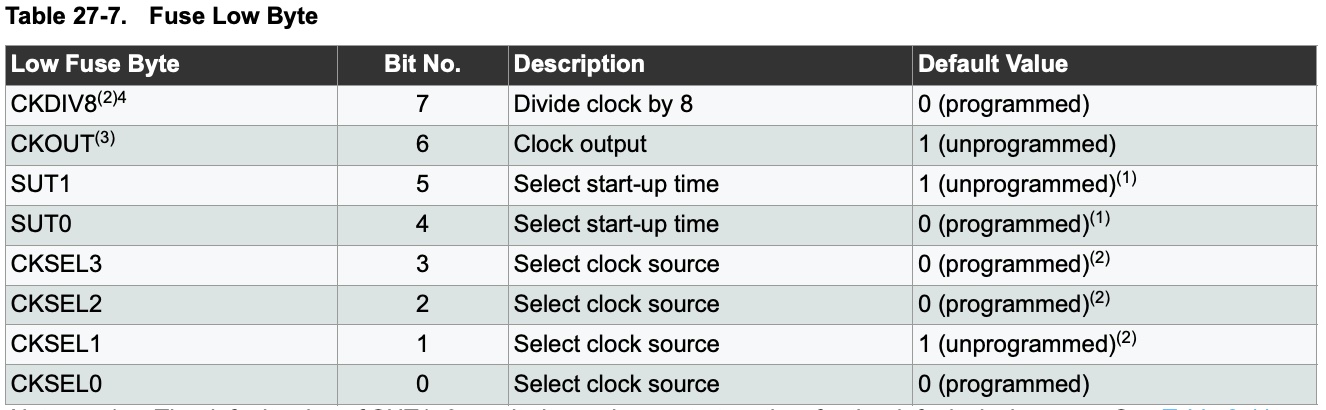 Table 27-7. Fuse Low Byte
Low Fuse Byte Bit No. Description Default Value
CKDIV8(2)4 7 Divide clock by 8 0 (programmed)
CKOUT(3) 6 Clock output 1 (unprogrammed)
SUT1 5 Select start-up time 1 (unprogrammed)(1)
SUT0 4 Select start-up time 0 (programmed)(1)
CKSEL3 3 Select clock source 0 (programmed)(2)
CKSEL2 2 Select clock source 0 (programmed)(2)
CKSEL1 1 Select clock source 1 (unprogrammed)(2)
CKSEL0 0 Select clock source 0 (programmed)